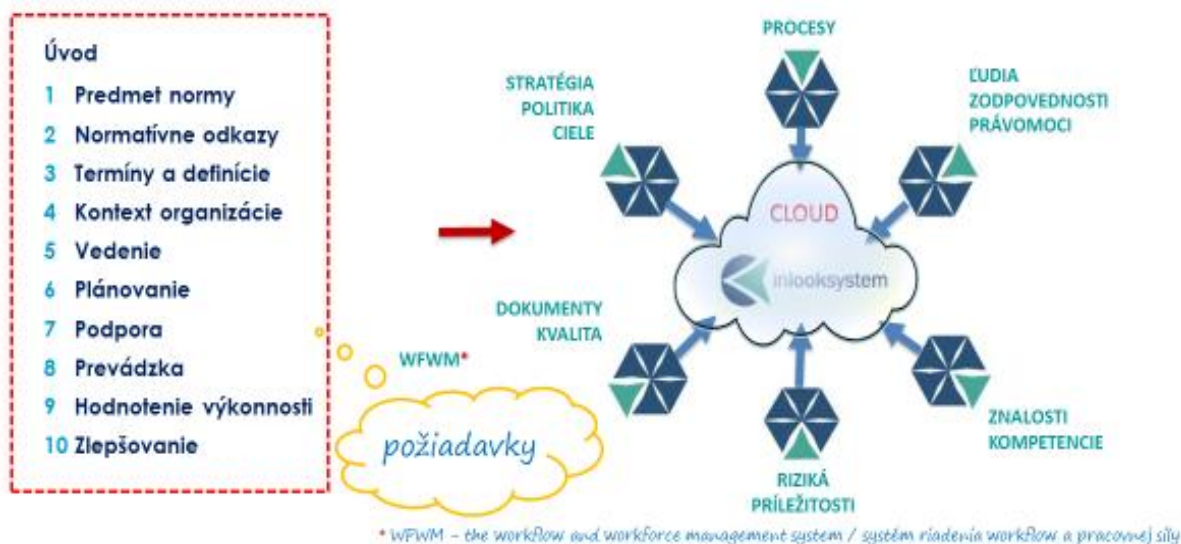 Úvod
1 Predmet normy
2 Normatívne odkazy
3 Termíny a definície
4 Kontext organizácie
5 Vedenie
6 Plánovanie
7 Podpora
8 Prevádzka
9 Hodnotenie výkonnosti
10 Zlepšovanie
WFWM*
požiadavky
PROCESY
STRATÉGIA
POLITIKA
CIELE
ĽUDIA
ZODPOVEDNOSTI
PRÁVOMOCI
CLOUD
inlooksystem
DOKUMENTY
KVALITA
ZNALOSTI
KOMPETENCIE
RIZIKÁ
PRÍLEŽITOSTI
* WFWM – the workflow and workforce management system / systém riadenia workflow a pracovnej síly